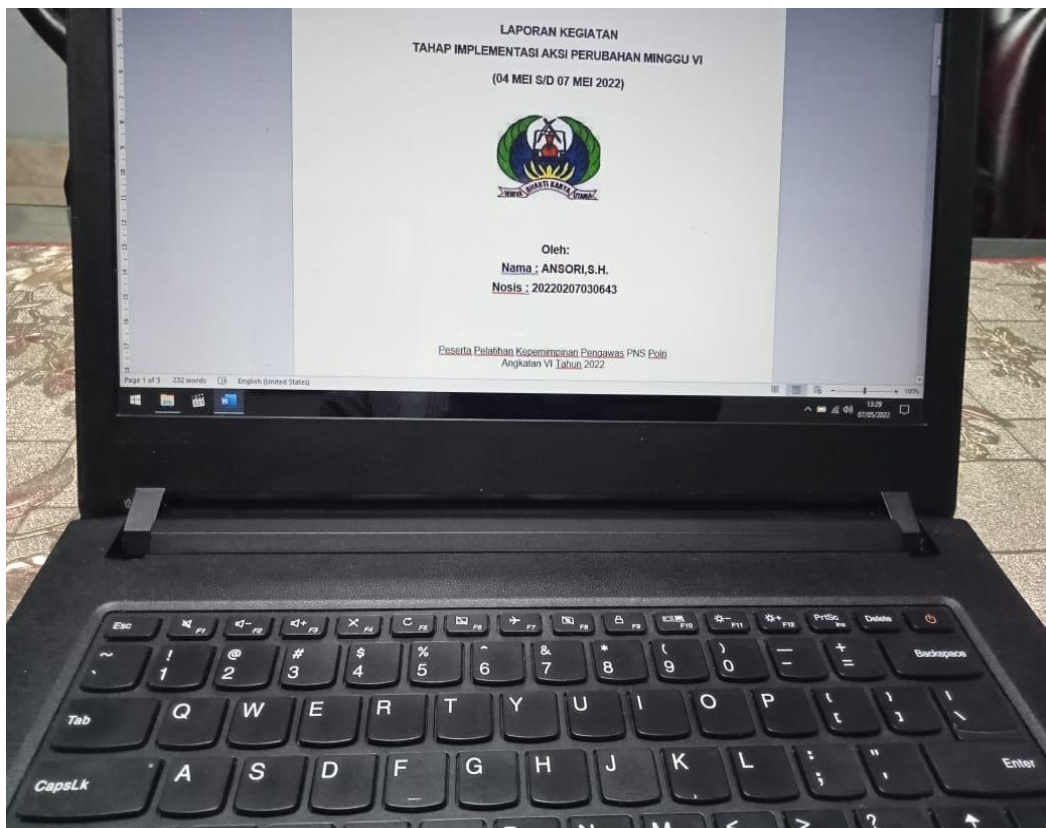 LAPORAN KEGIATAN
TAHAP IMPLEMENTASI AKSI PERUBAHAN MINGGU VI
(04 MEI S/D 07 MEI 2022)
BHAKTI KARYA UTAMA
Oleh:
Nama : ANSORI,S.H.
Nosis : 20220207030643
Peserta Pelatihan Kepemimpinan Pengawas PNS Polri
Angkatan VI Tahun 2022
Page 1 of 3 232 words English (United States) 100%
13:29
07/05/2022
Esc F1 F2 F3 F4 F5 F6 F7 F8 F9 F10 F11 F12 PrtSc Ins Delete
~ ! @ # $ % ^ & * ( ) — +
` 1 2 3 4 5 6 7 8 9 0 - = Backspace
Tab Q W E R T Y U I O P { [ } ] | \
CapsLk A S D F G H J K L : ; " ' Enter
N M < > ?